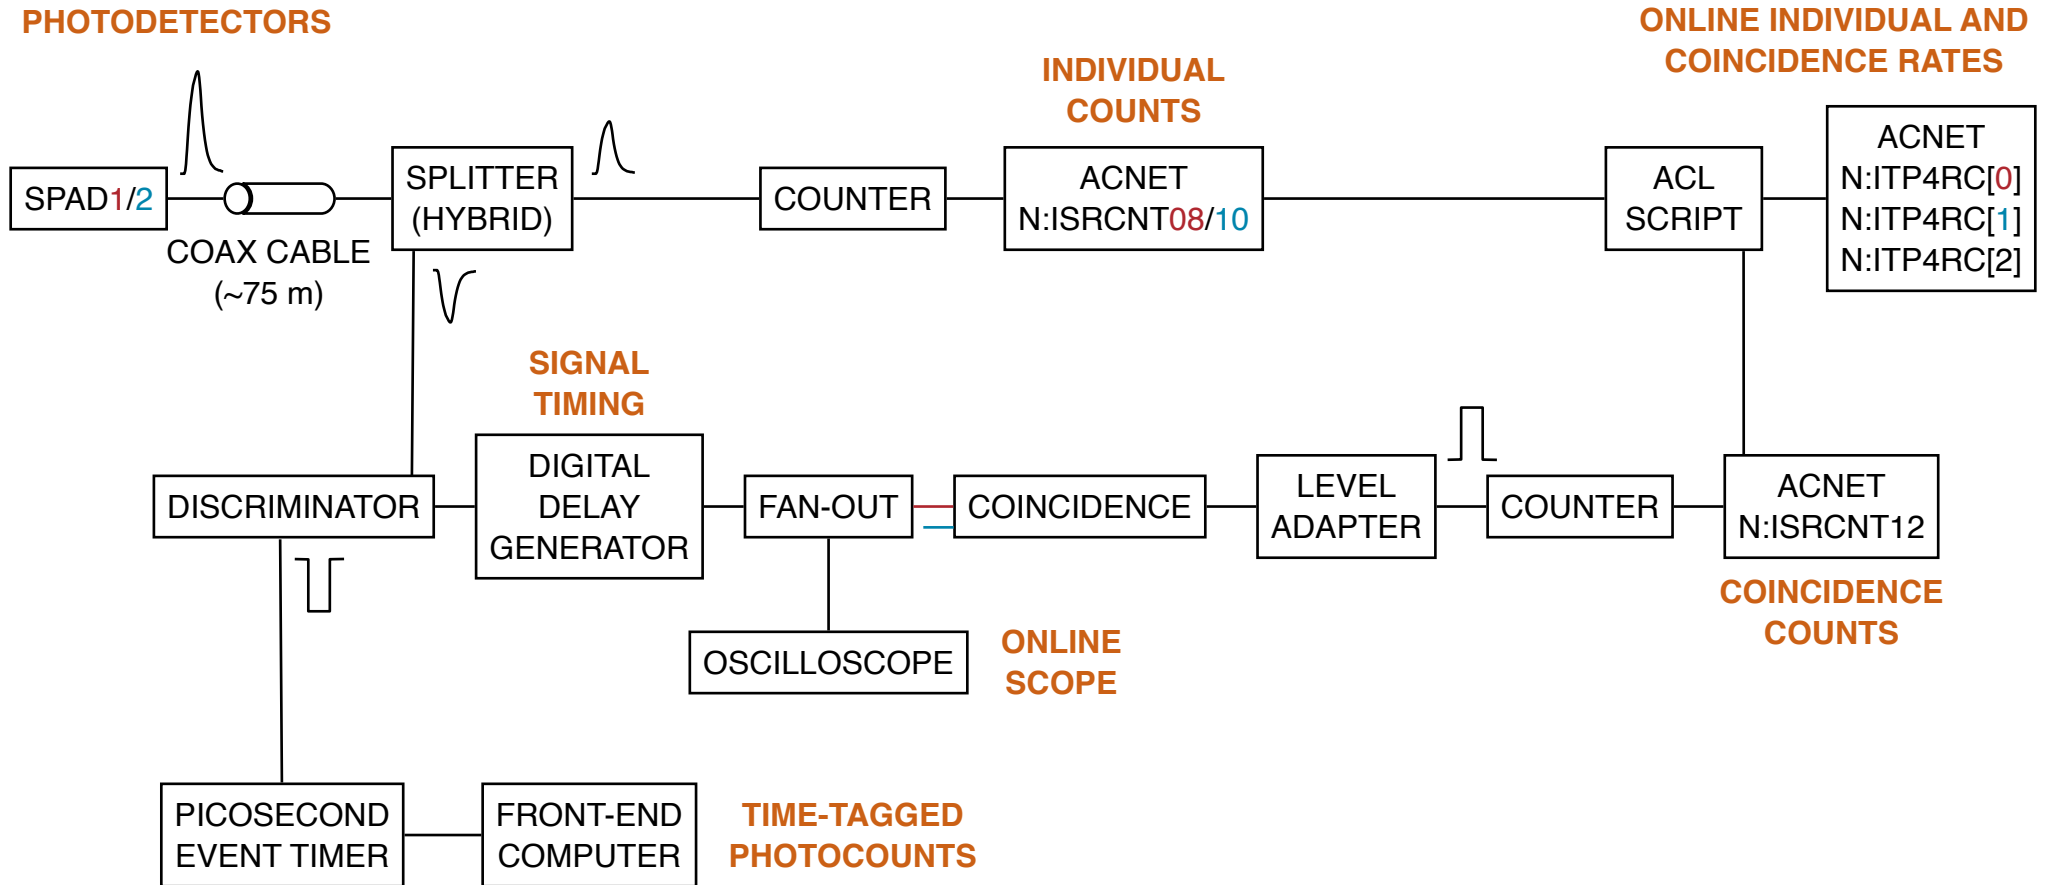 PHOTODETECTORS
ONLINE INDIVIDUAL AND
COINCIDENCE RATES
INDIVIDUAL
COUNTS
SPAD1/2
COAX CABLE
(~75 m)
SPLITTER
(HYBRID)
COUNTER
ACNET
N:ISRCNT08/10
ACL
SCRIPT
ACNET
N:ITP4RC[0]
N:ITP4RC[1]
N:ITP4RC[2]
SIGNAL
TIMING
DISCRIMINATOR
DIGITAL
DELAY
GENERATOR
FAN-OUT
COINCIDENCE
LEVEL
ADAPTER
COUNTER
ACNET
N:ISRCNT12
COINCIDENCE
COUNTS
OSCILLOSCOPE
ONLINE
SCOPE
PICOSECOND
EVENT TIMER
FRONT-END
COMPUTER
TIME-TAGGED
PHOTOCOUNTS